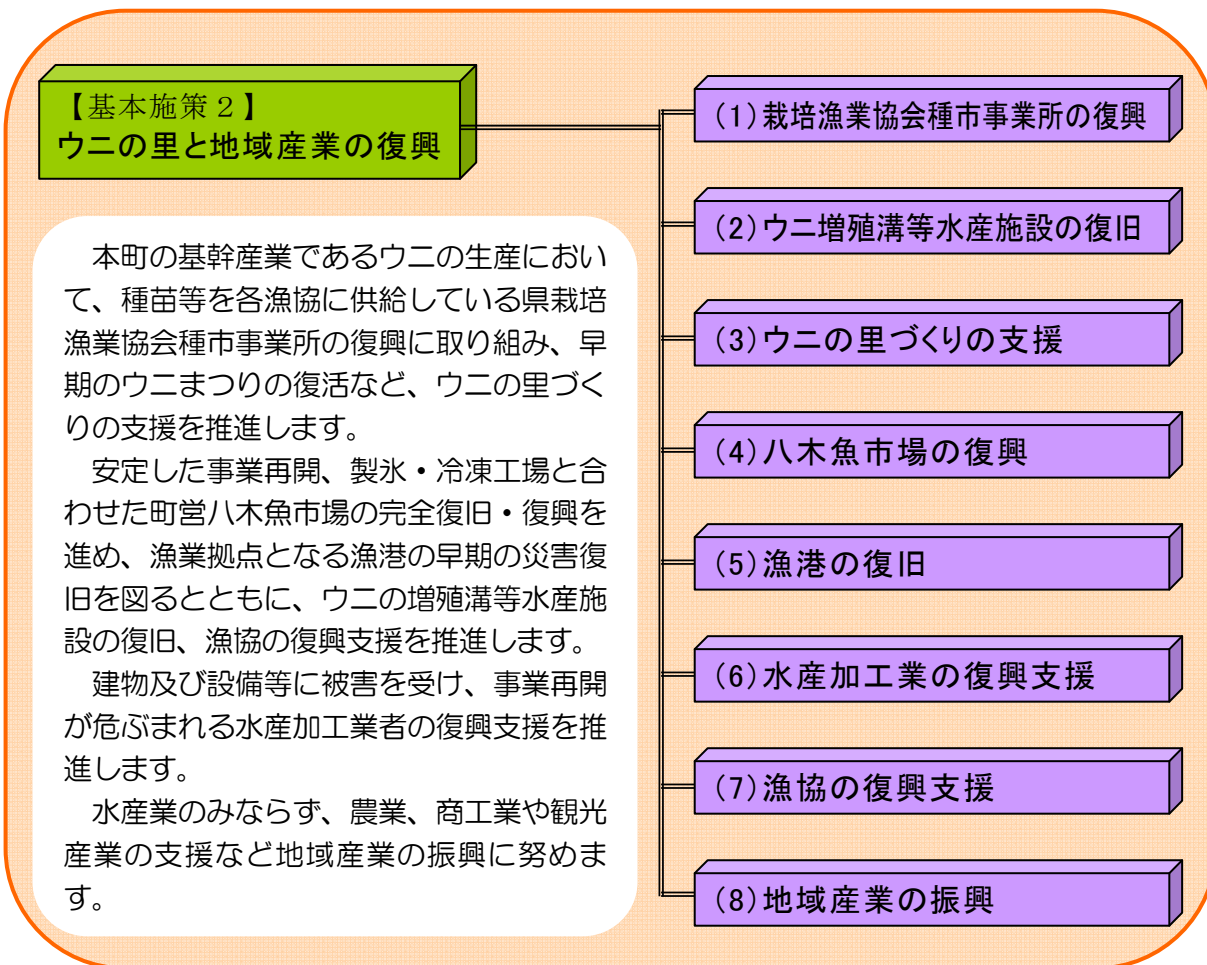 【基本施策2】
ウニの里と地域産業の復興
本町の基幹産業であるウニの生産におい
て、種苗等を各漁協に供給している県栽培
漁業協会種市事業所の復興に取り組み、早
期のウニまつりの復活など、ウニの里づく
りの支援を推進します。
安定した事業再開、製氷・冷凍工場と合
わせた町営八木魚市場の完全復旧・復興を
進め、漁業拠点となる漁港の早期の災害復
旧を図るとともに、ウニの増殖溝等水産施
設の復旧、漁協の復興支援を推進します。
建物及び設備等に被害を受け、事業再開
が危ぶまれる水産加工業者の復興支援を推
進します。
水産業のみならず、農業、商工業や観光
産業の支援など地域産業の振興に努めま
す。
(1)栽培漁業協会種市事業所の復興
(2)ウニ増殖溝等水産施設の復旧
(3)ウニの里づくりの支援
(4)八木魚市場の復興
(5)漁港の復旧
(6)水産加工業の復興支援
(7)漁協の復興支援
(8)地域産業の振興